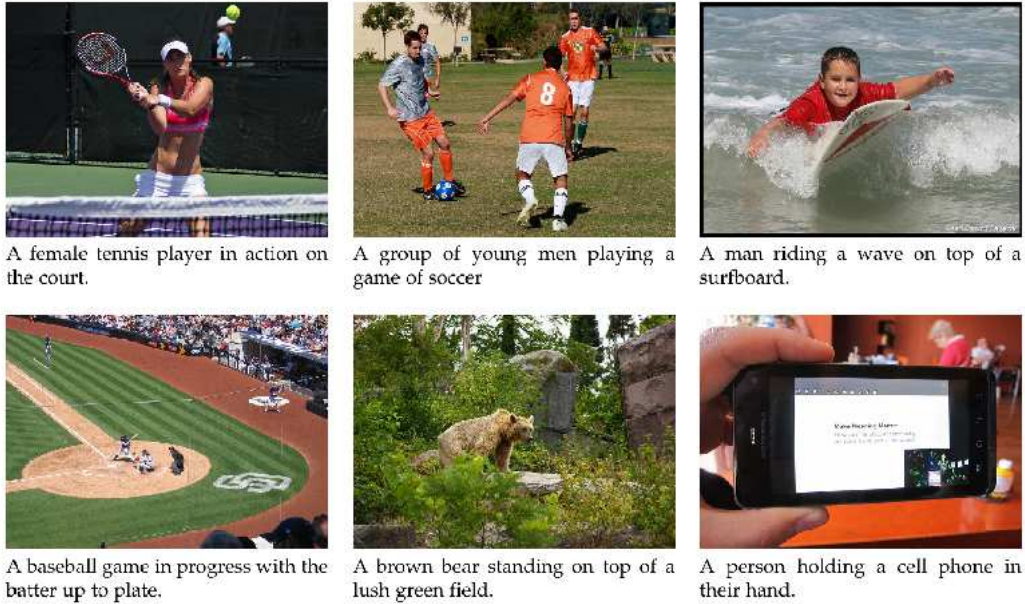 8
A female tennis player in action on
the court.
A group of young men playing a
game of soccer
A man riding a wave on top of a
surfboard.
SD
A baseball game in progress with the
batter up to plate.
A brown bear standing on top of a
lush green field.
A person holding a cell phone in
their hand.